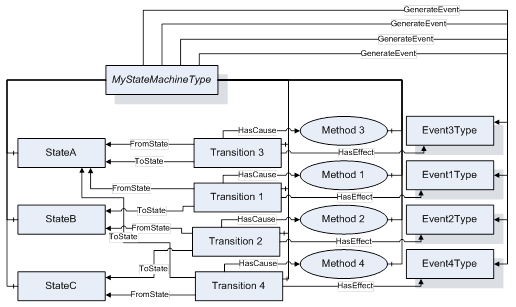 GenerateEvent
GenerateEvent
GenerateEvent
GenerateEvent
MyStateMachineType
HasCause
Method 3
Event3Type
StateA
FromState
Transition 3
HasEffect
ToState
HasCause
Method 1
Event1Type
FromState
Transition 1
HasEffect
ToState
HasCause
Method 2
Event2Type
StateB
FromState
Transition 2
HasEffect
ToState
HasCause
Method 4
Event4Type
ToState
StateC
Transition 4
HasEffect
FromState